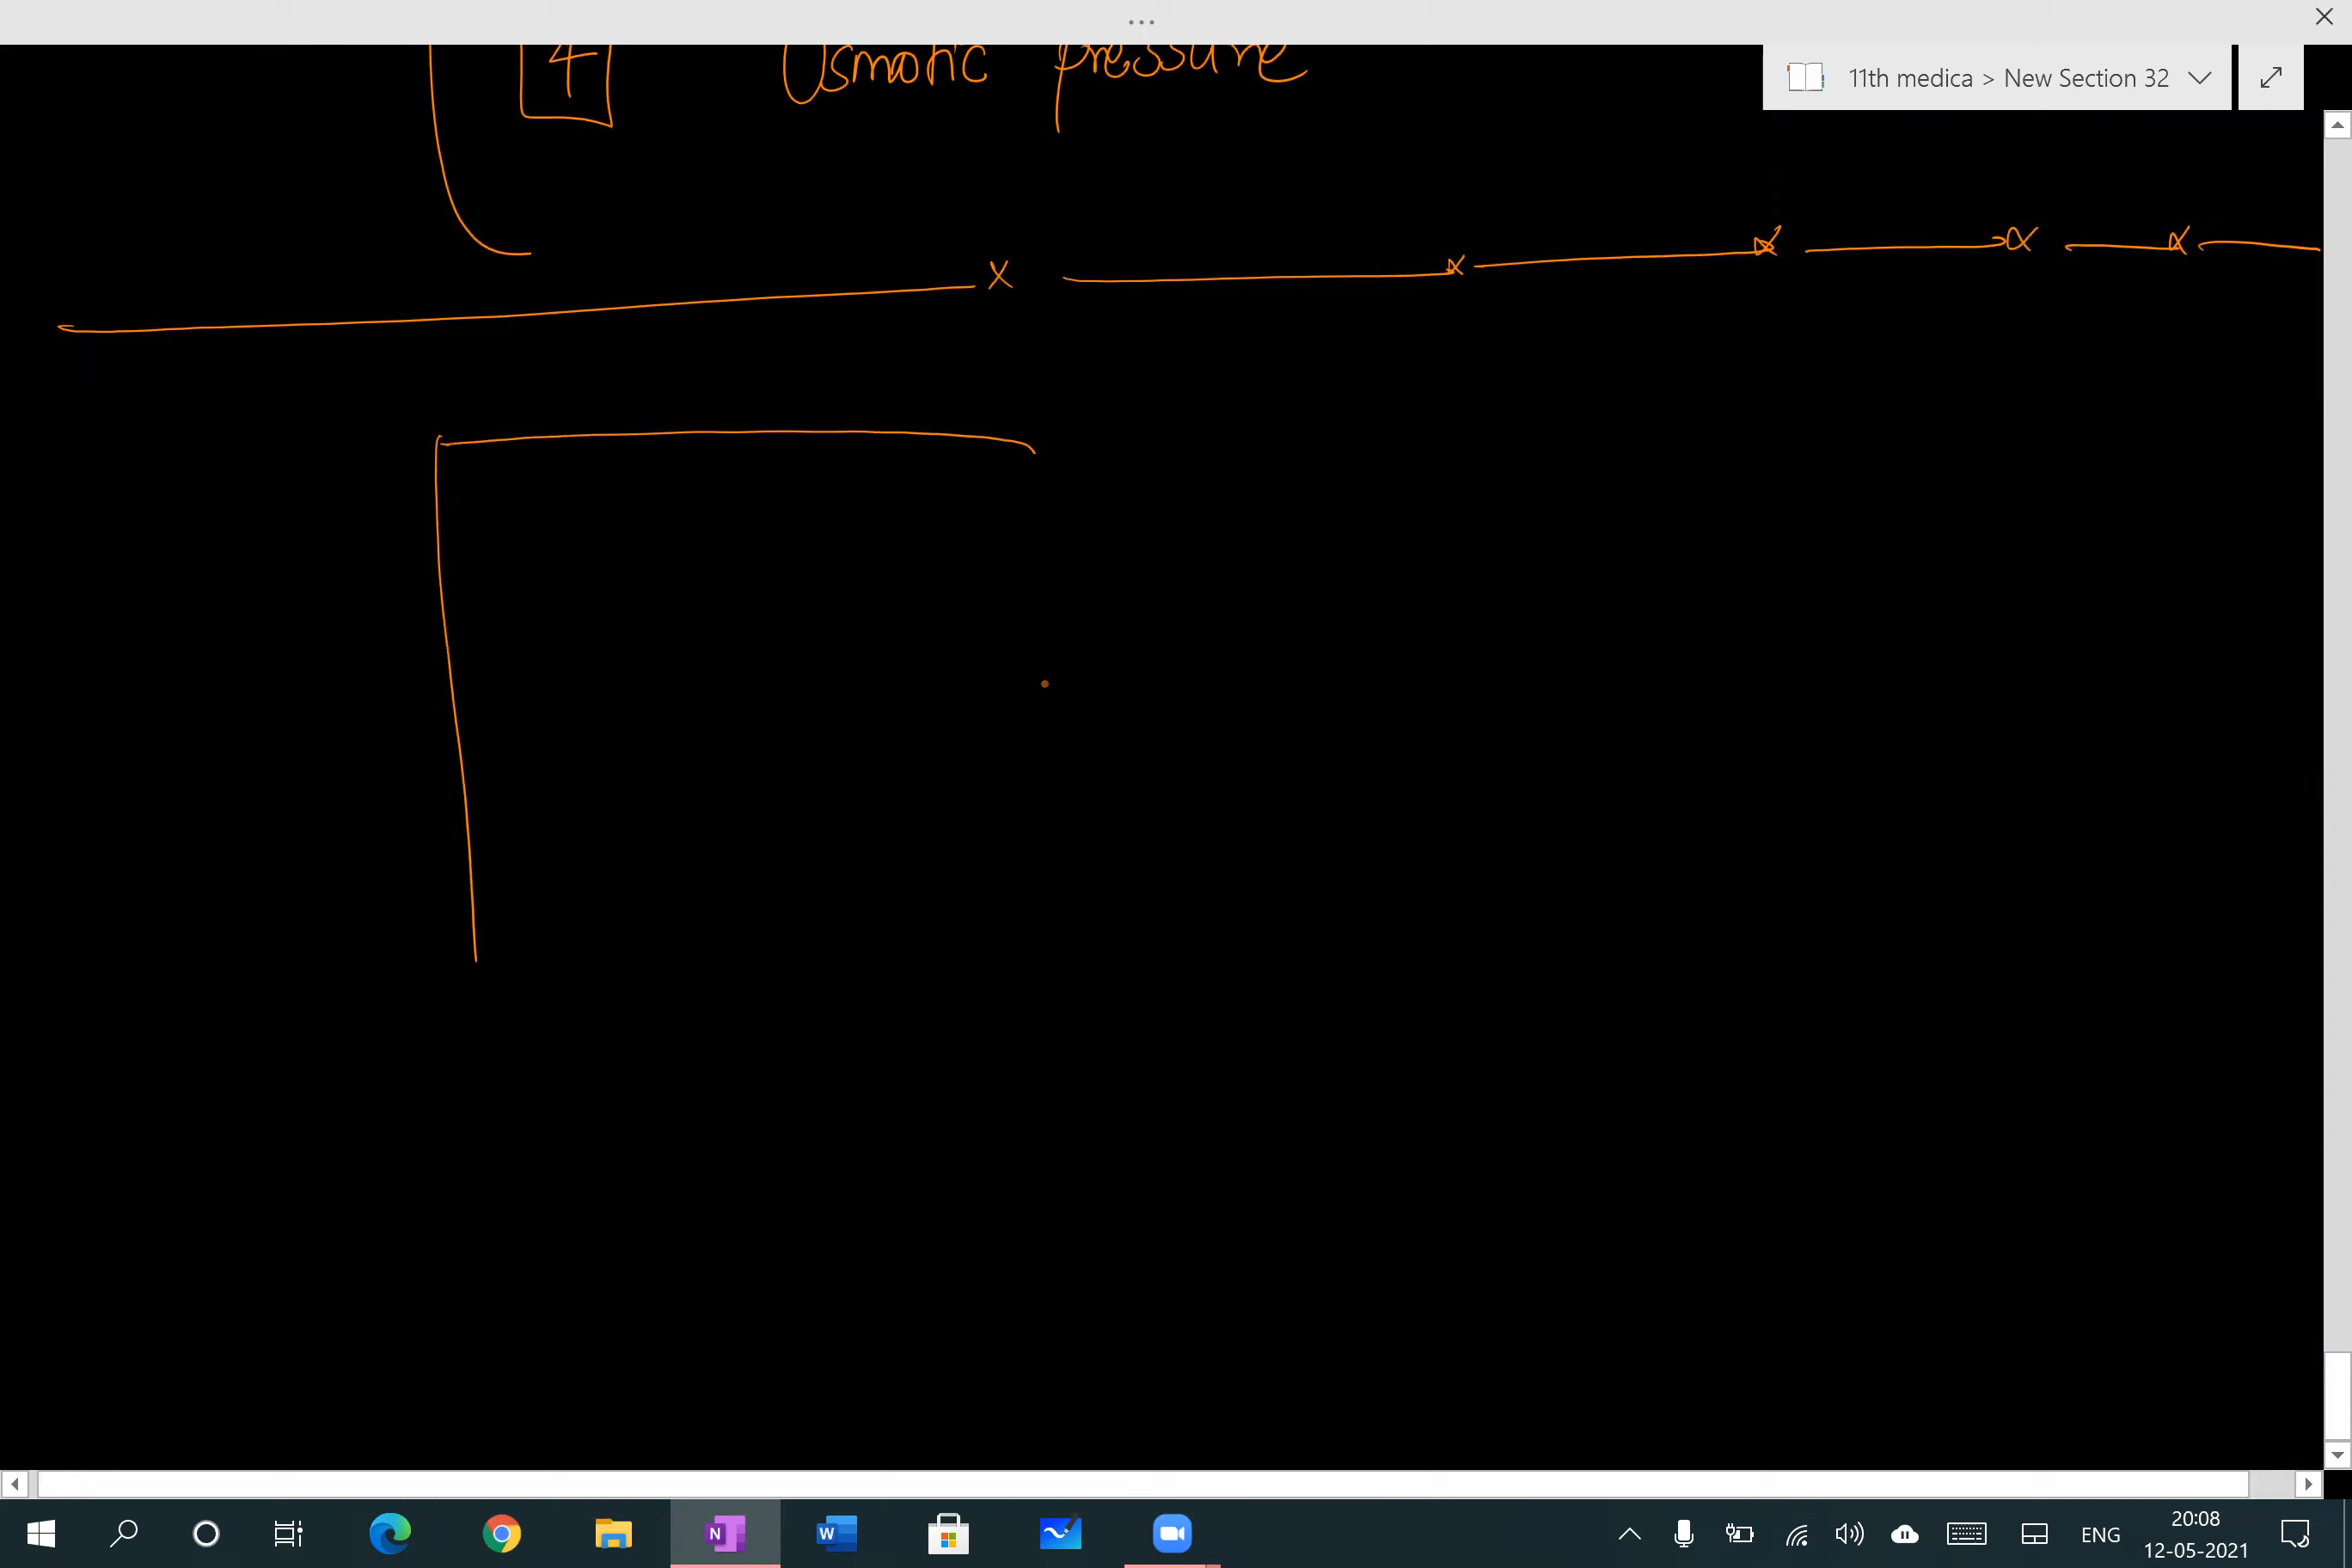 4 Osmotic pressure
11th medica > New Section 32
x x x x x
N W
ENG
20:08
12-05-2021